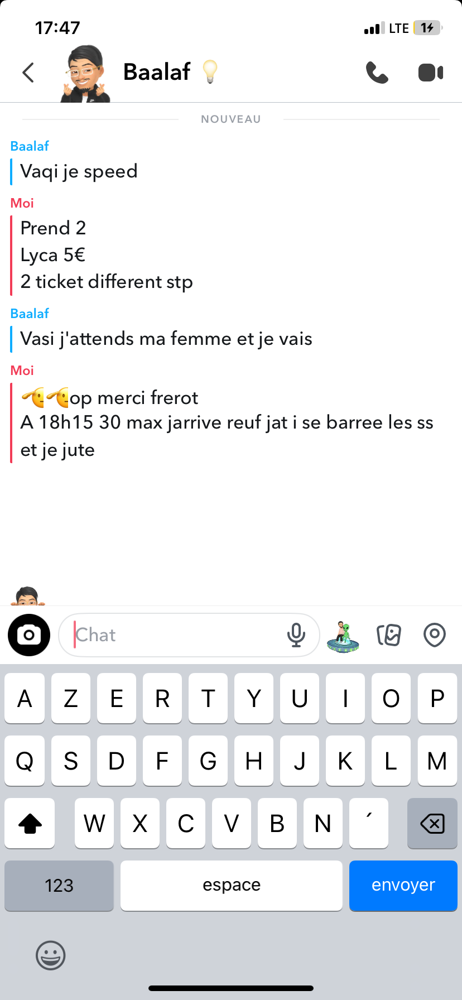 17:47
LTE
1
Baalaf 💡
NOUVEAU
Baalaf
Vaqi je speed
Moi
Prend 2
Lyca 5€
2 ticket different stp
Baalaf
Vasi j'attends ma femme et je vais
Moi
op merci frerot
A 18h15 30 max jarrive reuf jat i se barree les ss
et je jute
Chat
A Z E R T Y U I O P
Q S D F G H J K L M
W X C V B N ´
123 espace envoyer